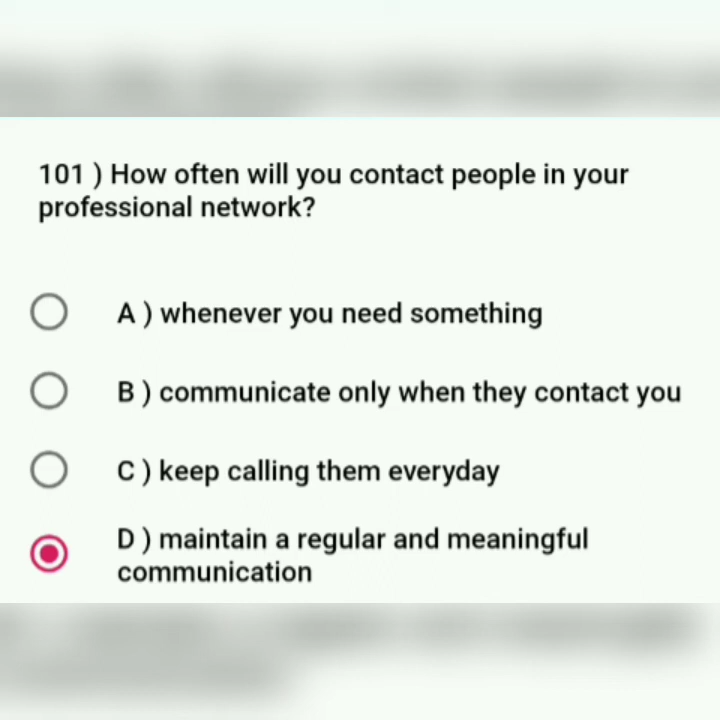 101 ) How often will you contact people in your
professional network?
A ) whenever you need something
B ) communicate only when they contact you
C ) keep calling them everyday
D ) maintain a regular and meaningful
communication